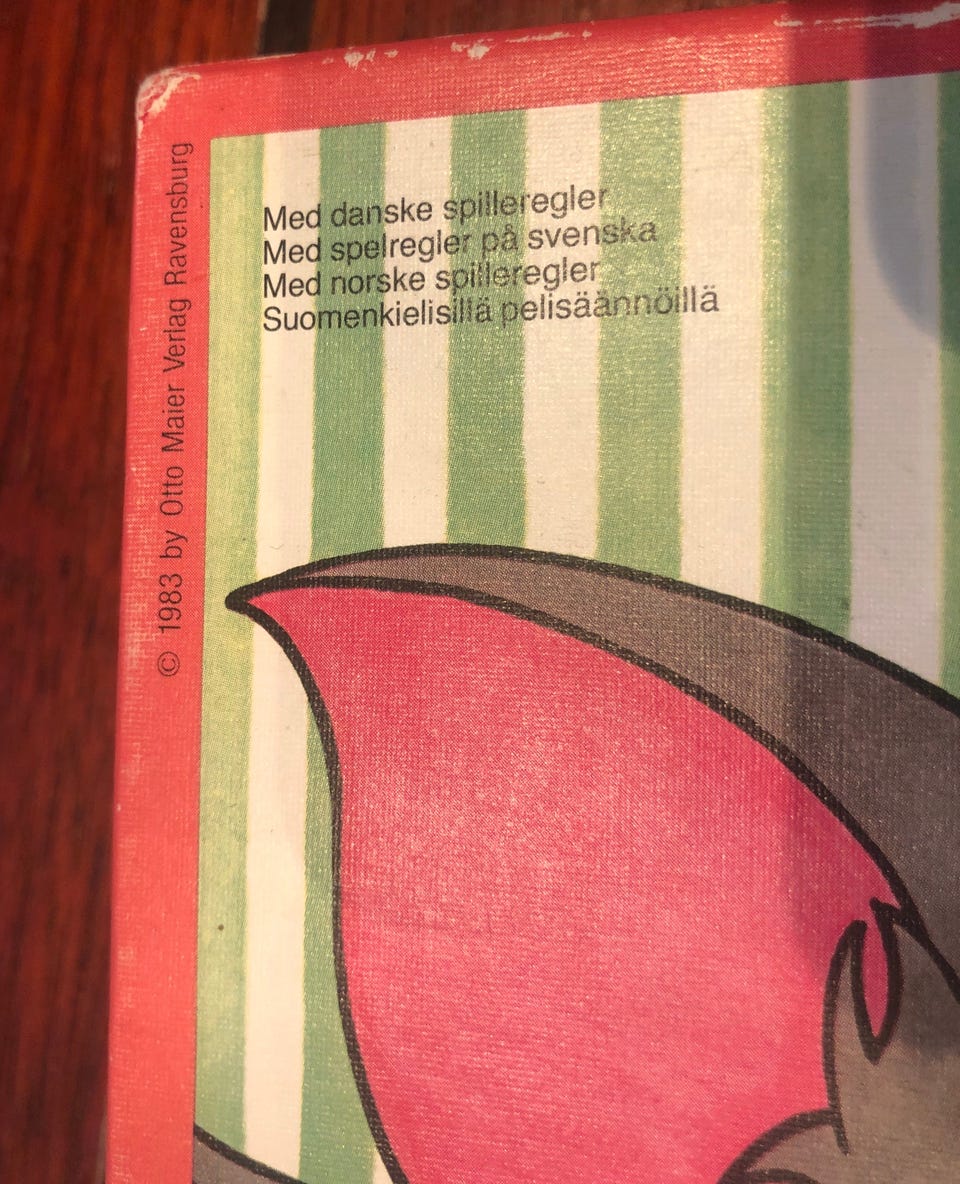 Med danske spilleregler
Med spelregler på svenska
Med norske spilleregler
Suomenkielisillä pelisäännöillä
© 1983 by Otto Maier Verlag Ravensburg